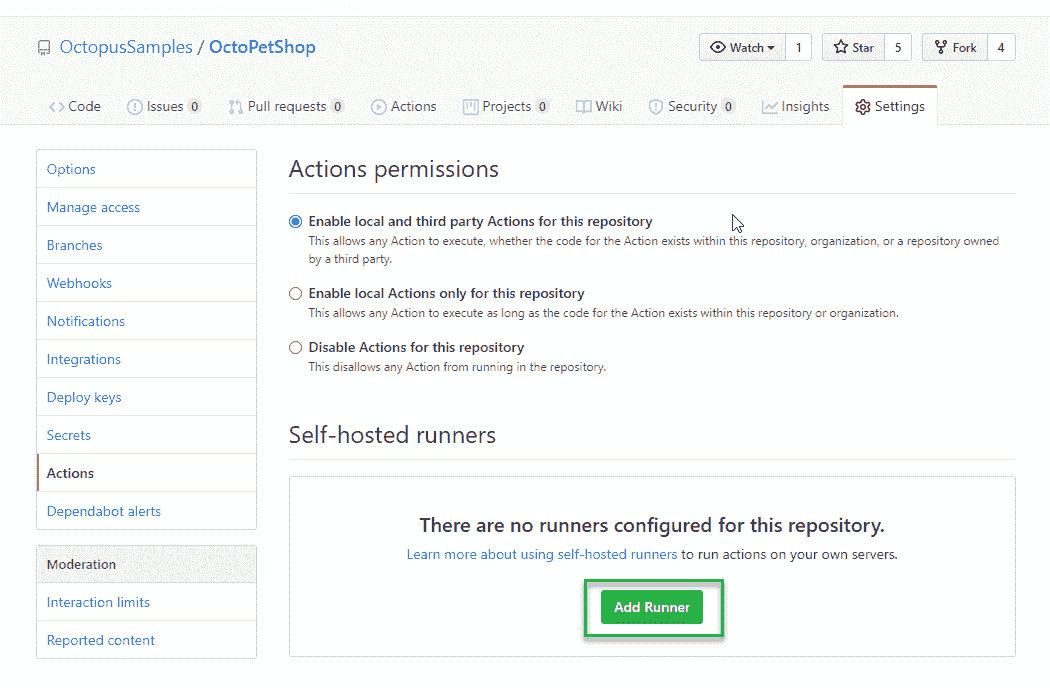 OctopusSamples / OctoPetShop
Watch 1 Star 5 Fork 4
Code Issues 0 Pull requests 0 Actions Projects 0 Wiki Security 0 Insights Settings
Options
Manage access
Branches
Webhooks
Notifications
Integrations
Deploy keys
Secrets
Actions
Dependabot alerts
Moderation
Interaction limits
Reported content
Actions permissions
Enable local and third party Actions for this repository
This allows any Action to execute, whether the code for the Action exists within this repository, organization, or a repository owned
by a third party.
Enable local Actions only for this repository
This allows any Action to execute as long as the code for the Action exists within this repository or organization.
Disable Actions for this repository
This disallows any Action from running in the repository.
Self-hosted runners
There are no runners configured for this repository.
Learn more about using self-hosted runners to run actions on your own servers.
Add Runner